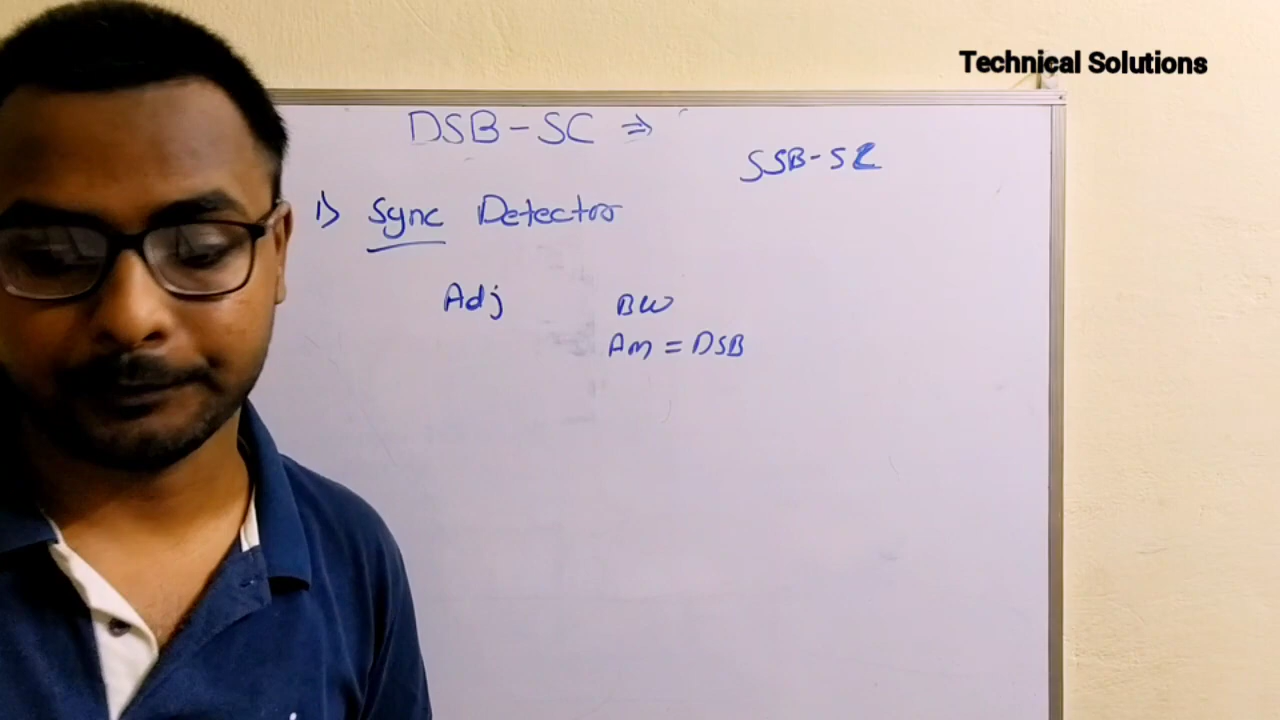 Technical Solutions
DSB-SC ⇒
SSB-SC
1) Sync Detector
Adj BW
Am = DSB